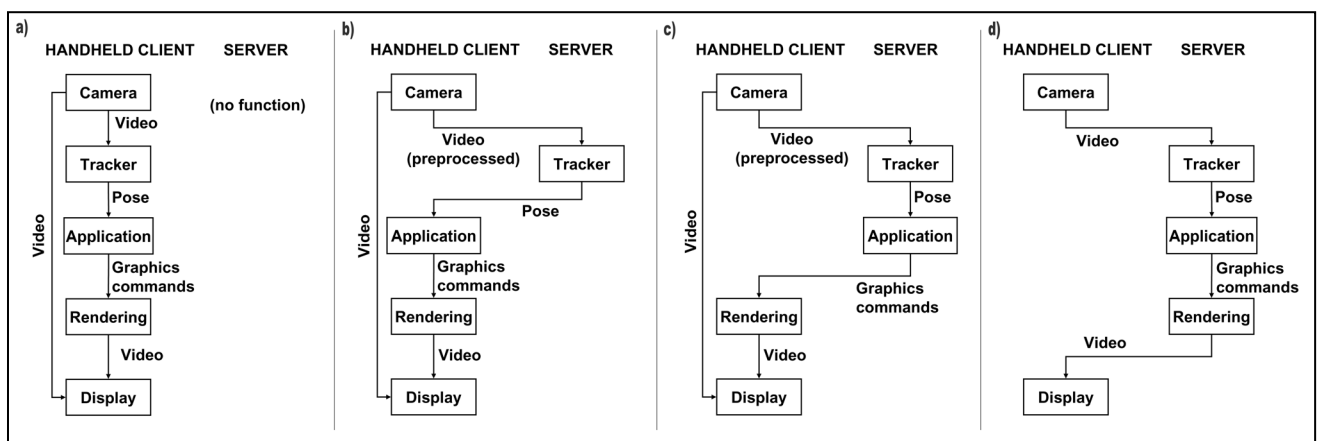 a)
HANDHELD CLIENT SERVER
Camera
(no function)
Video
Tracker
Pose
Video
Application
Graphics
commands
Rendering
Video
Display
b)
HANDHELD CLIENT SERVER
Camera
Video
(preprocessed)
Tracker
Pose
Video
Application
Graphics
commands
Rendering
Video
Display
c)
HANDHELD CLIENT SERVER
Camera
Video
(preprocessed)
Tracker
Pose
Video
Application
Graphics
commands
Rendering
Video
Display
d)
HANDHELD CLIENT SERVER
Camera
Video
Tracker
Pose
Application
Graphics
commands
Rendering
Video
Display